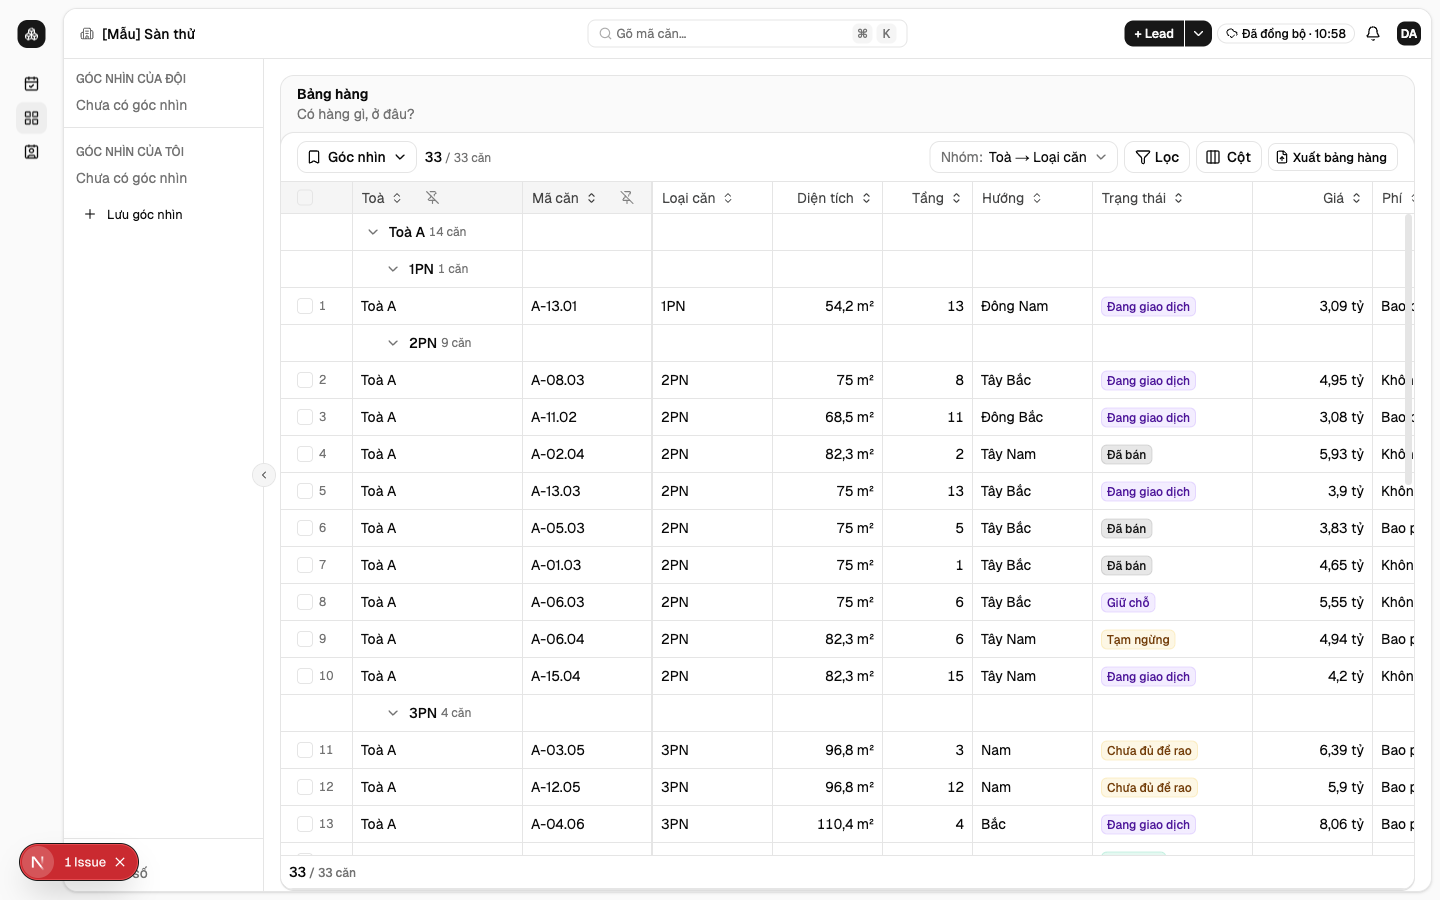 [Mẫu] Sàn thử
Gõ mã căn...
⌘ K
+ Lead
Đã đồng bộ · 10:58
DA
GÓC NHÌN CỦA ĐỘI
Chưa có góc nhìn
GÓC NHÌN CỦA TÔI
Chưa có góc nhìn
+ Lưu góc nhìn
Bảng hàng
Có hàng gì, ở đâu?
Góc nhìn 33 / 33 căn
Nhóm: Toà → Loại căn Lọc Cột Xuất bảng hàng
Toà Mã căn Loại căn Diện tích Tầng Hướng Trạng thái Giá Phí
Toà A 14 căn
1PN 1 căn
1 Toà A A-13.01 1PN 54,2 m² 13 Đông Nam Đang giao dịch 3,09 tỷ Bao
2PN 9 căn
2 Toà A A-08.03 2PN 75 m² 8 Tây Bắc Đang giao dịch 4,95 tỷ Khôn
3 Toà A A-11.02 2PN 68,5 m² 11 Đông Bắc Đang giao dịch 3,08 tỷ Bao
4 Toà A A-02.04 2PN 82,3 m² 2 Tây Nam Đã bán 5,93 tỷ Khôn
5 Toà A A-13.03 2PN 75 m² 13 Tây Bắc Đang giao dịch 3,9 tỷ Khôn
6 Toà A A-05.03 2PN 75 m² 5 Tây Bắc Đã bán 3,83 tỷ Bao p
7 Toà A A-01.03 2PN 75 m² 1 Tây Bắc Đã bán 4,65 tỷ Khôn
8 Toà A A-06.03 2PN 75 m² 6 Tây Bắc Giữ chỗ 5,55 tỷ Khôn
9 Toà A A-06.04 2PN 82,3 m² 6 Tây Nam Tạm ngừng 4,94 tỷ Bao p
10 Toà A A-15.04 2PN 82,3 m² 15 Tây Nam Đang giao dịch 4,2 tỷ Khôn
3PN 4 căn
11 Toà A A-03.05 3PN 96,8 m² 3 Nam Chưa đủ để rao 6,39 tỷ Bao p
12 Toà A A-12.05 3PN 96,8 m² 12 Nam Chưa đủ để rao 5,9 tỷ Bao p
13 Toà A A-04.06 3PN 110,4 m² 4 Bắc Đang giao dịch 8,06 tỷ Bao p
33 / 33 căn
N 1 Issue
số